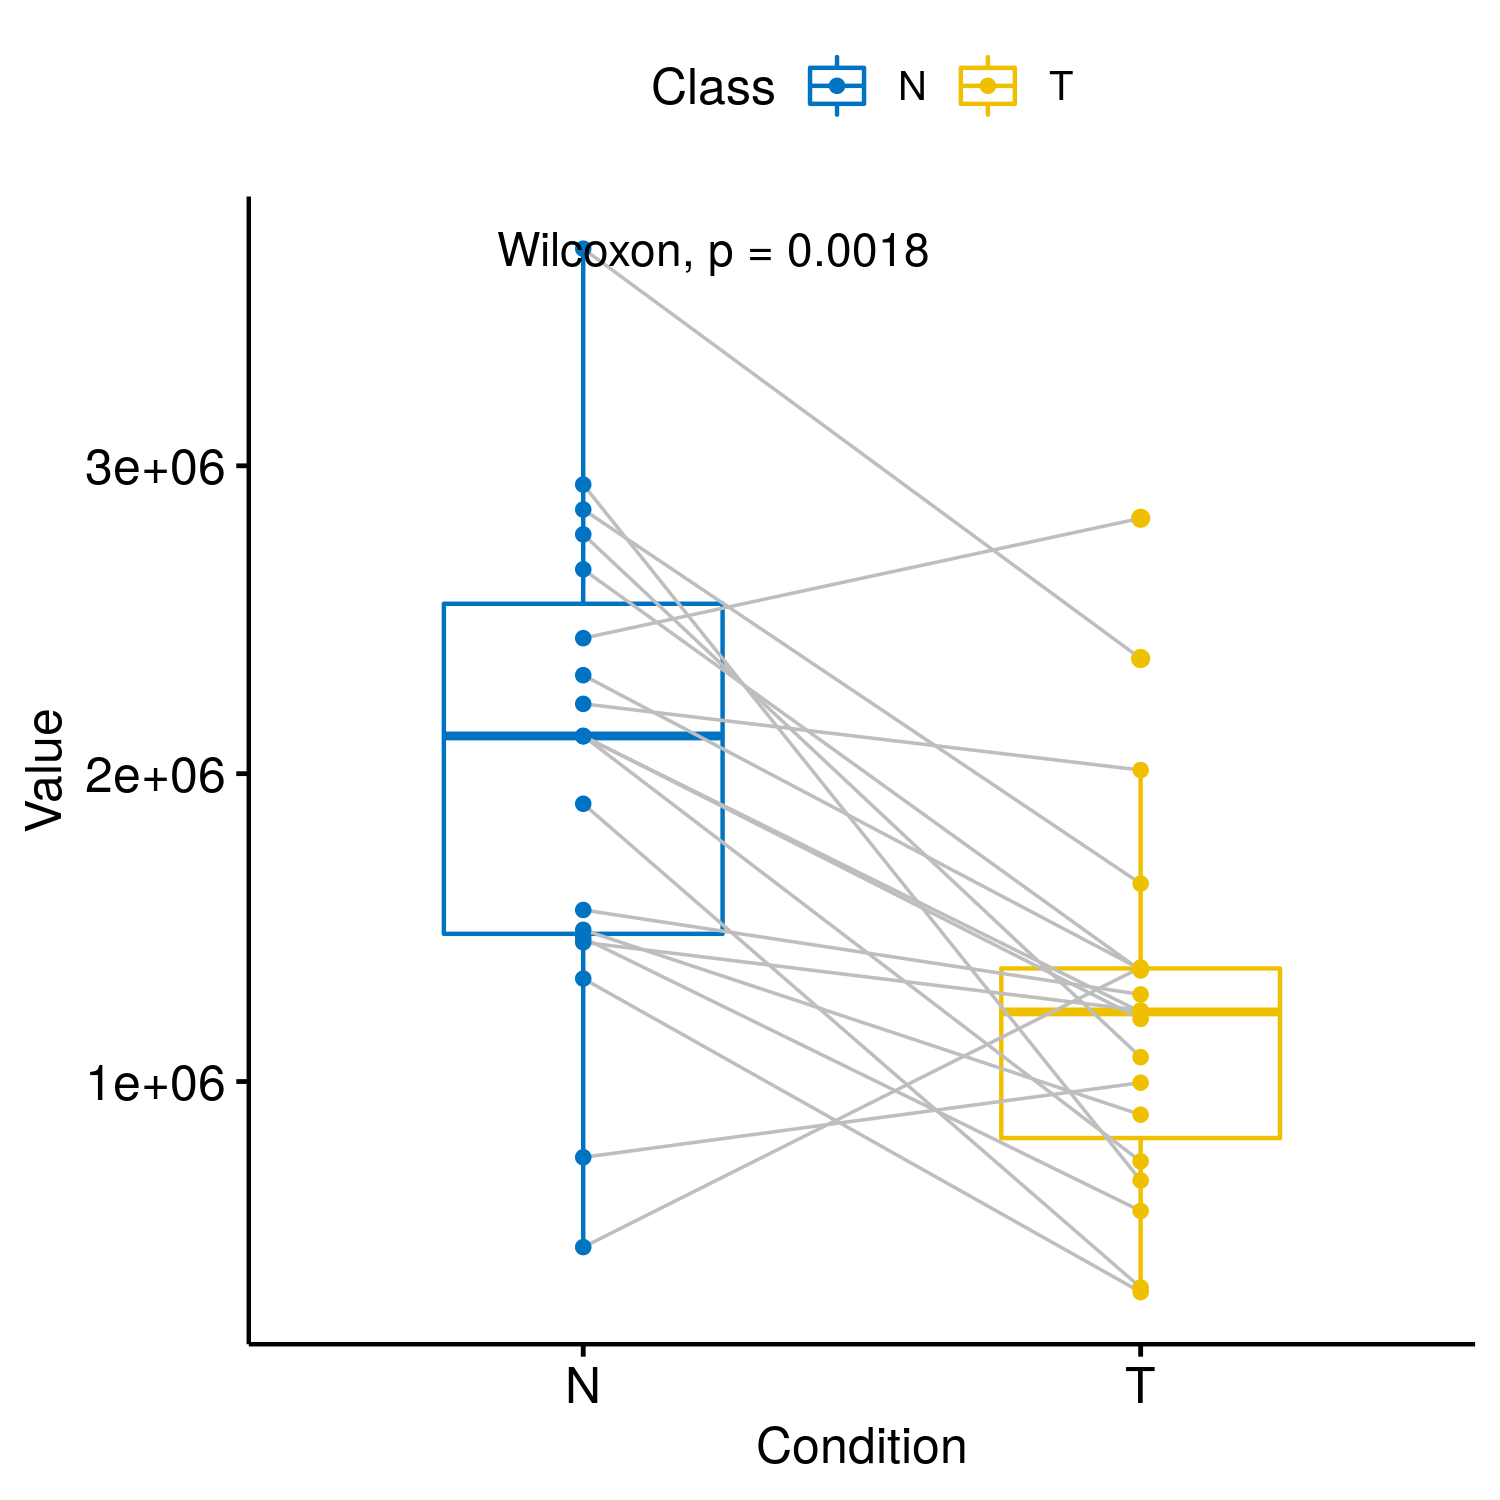 Class N T
Wilcoxon, p = 0.0018
3e+06
2e+06
1e+06
Value
N T
Condition